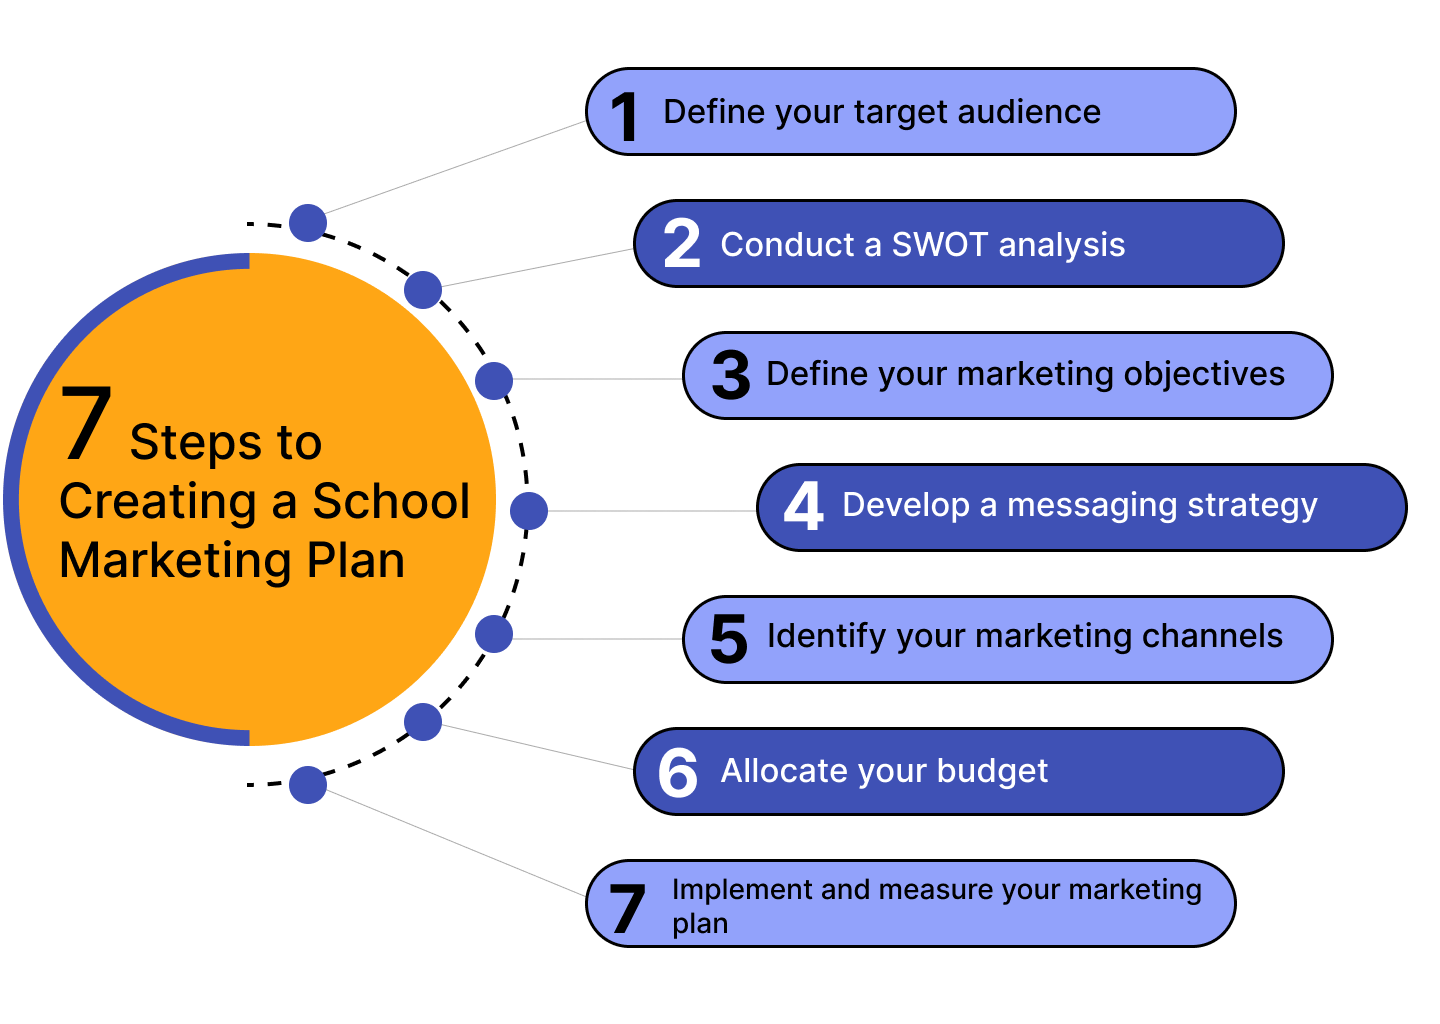 7 Steps to
Creating a School
Marketing Plan
1 Define your target audience
2 Conduct a SWOT analysis
3 Define your marketing objectives
4 Develop a messaging strategy
5 Identify your marketing channels
6 Allocate your budget
7 Implement and measure your marketing
plan